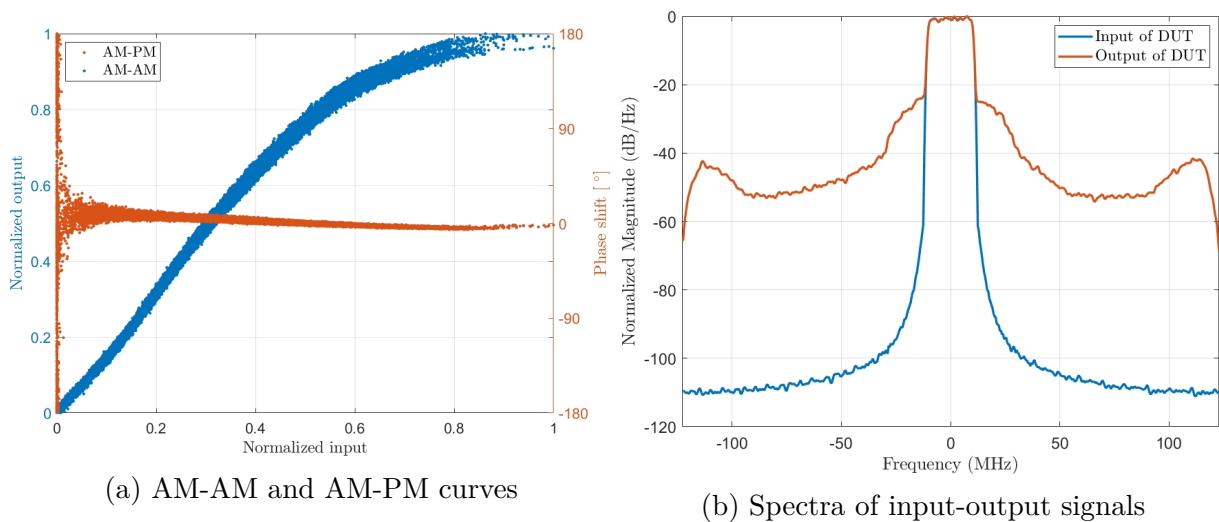 AM-PM
AM-AM
1
0.8
0.6
0.4
0.2
0
Normalized output
180
90
0
-90
-180
Phase shift [ °]
0 0.2 0.4 0.6 0.8 1
Normalized input
(a) AM-AM and AM-PM curves
Input of DUT
Output of DUT
0
-20
-40
-60
-80
-100
-120
Normalized Magnitude (dB/Hz)
-100 -50 0 50 100
Frequency (MHz)
(b) Spectra of input-output signals